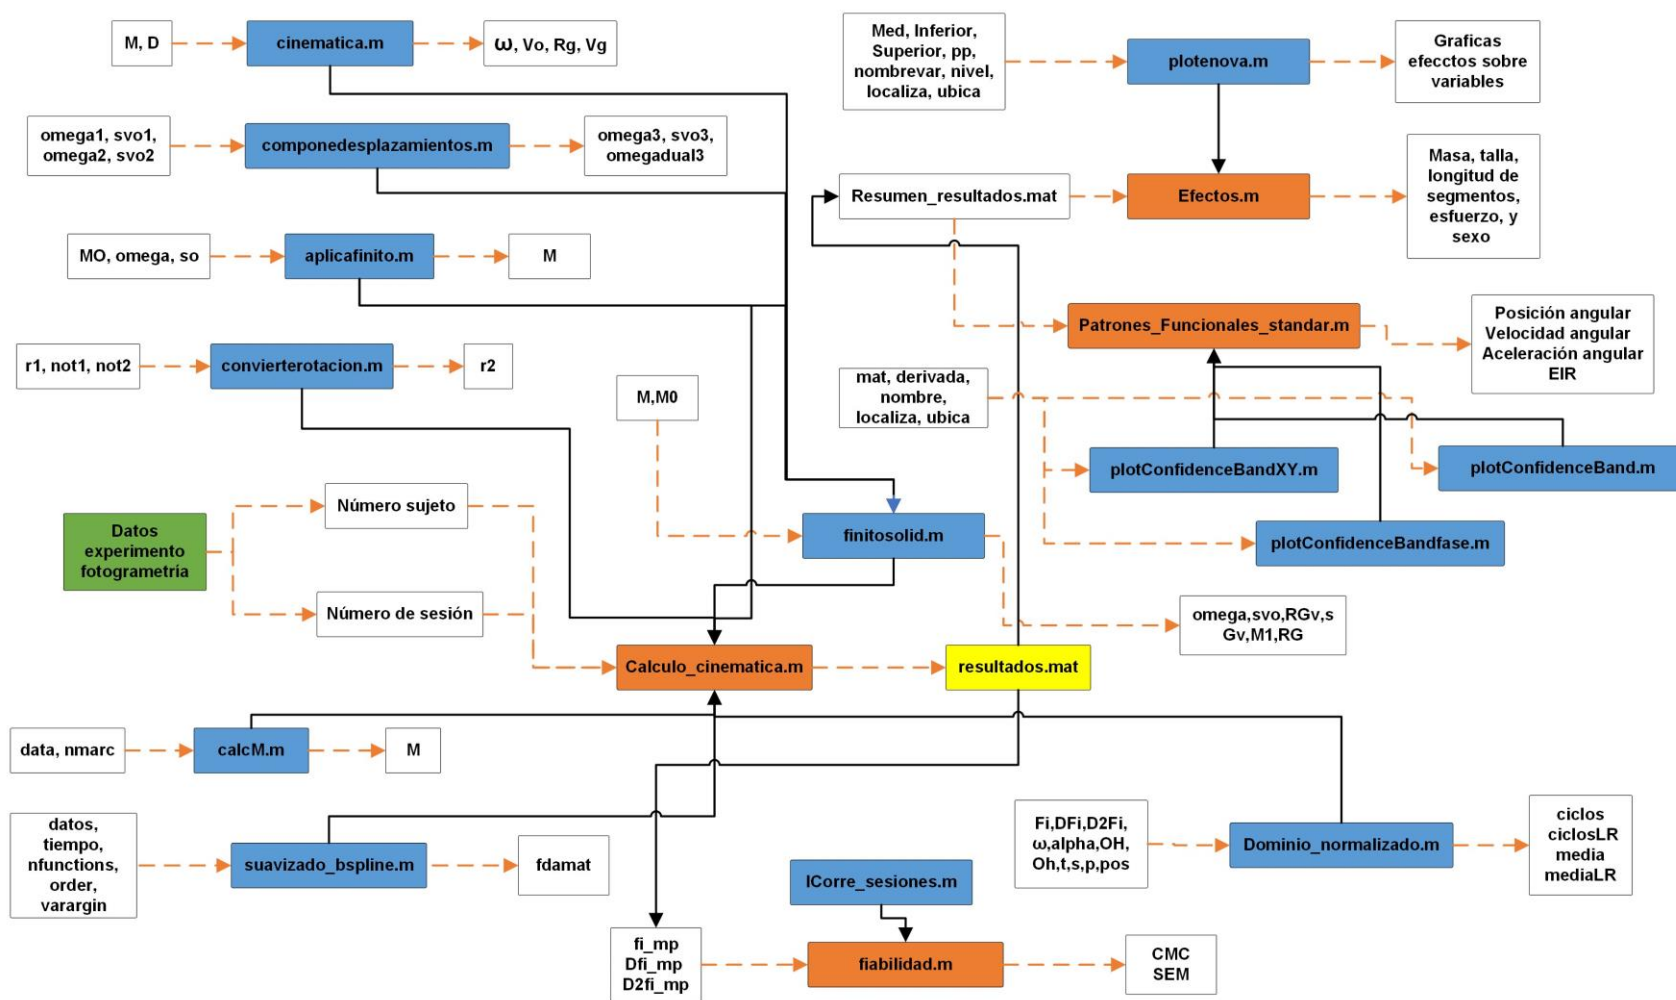 M, D
cinematica.m
ω, Vo, Rg, Vg
Med, Inferior,
Superior, pp,
nombrevar, nivel,
localiza, ubica
plotenova.m
Graficas
efecctos sobre
variables
omega1, svo1,
omega2, svo2
componedesplazamientos.m
omega3, svo3,
omegadual3
Resumen_resultados.mat
Efectos.m
Masa, talla,
longitud de
segmentos,
esfuerzo, y
sexo
MO, omega, so
aplicafinito.m
M
Patrones_Funcionales_standar.m
Posición angular
Velocidad angular
Aceleración angular
EIR
r1, not1, not2
convierterotacion.m
r2
M,M0
mat, derivada,
nombre,
localiza, ubica
plotConfidenceBandXY.m
plotConfidenceBand.m
Número sujeto
Datos
experimento
fotogrametría
finitosolid.m
plotConfidenceBandfase.m
Número de sesión
omega,svo,RGv,s
Gv,M1,RG
Calculo_cinematica.m
resultados.mat
data, nmarc
calcM.m
M
datos,
tiempo,
nfunctions,
order,
varargin
suavizado_bspline.m
fdamat
Fi,DFi,D2Fi,
ω,alpha,OH,
Oh,t,s,p,pos
Dominio_normalizado.m
ciclos
ciclosLR
media
mediaLR
ICorre_sesiones.m
fi_mp
Dfi_mp
D2fi_mp
fiabilidad.m
CMC
SEM